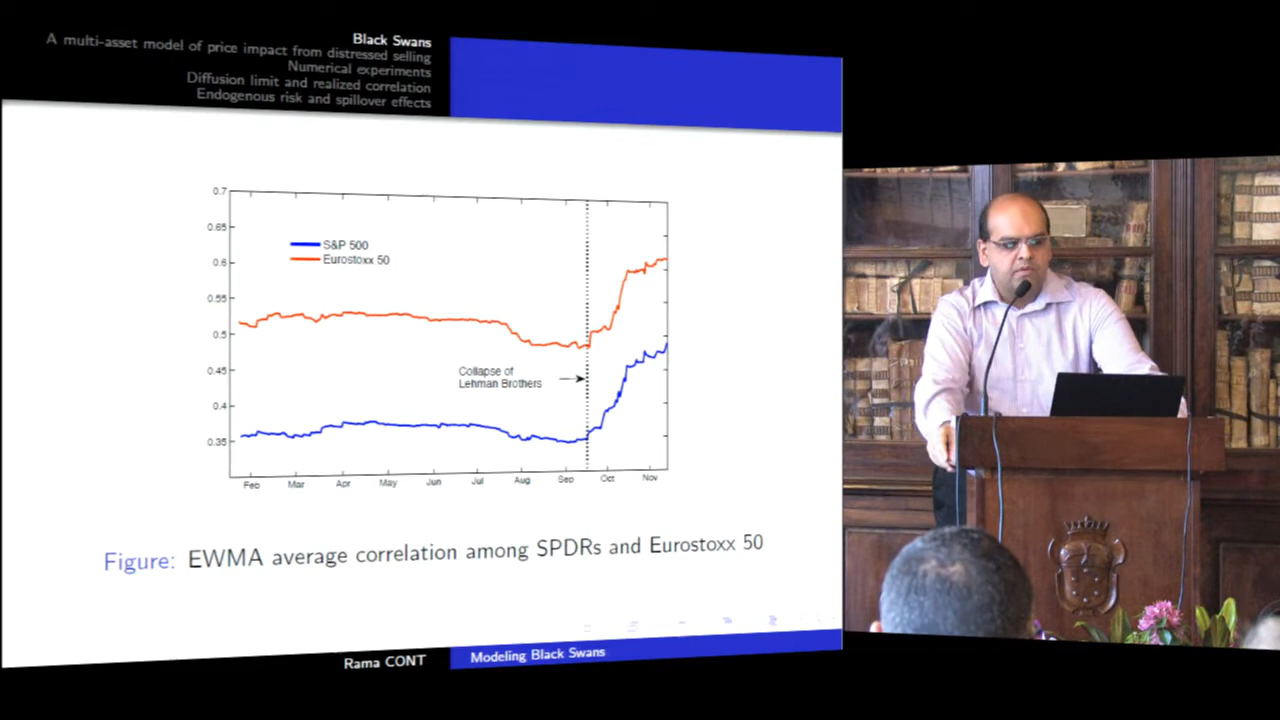 Black Swans
A multi-asset model of price impact from distressed selling
Numerical experiments
Diffusion limit and realized correlation
Endogenous risk and spillover effects
0.7
0.65
0.6
0.55
0.5
0.45
0.4
0.35
S&P 500
Eurostoxx 50
Collapse of
Lehman Brothers
Feb Mar Apr May Jun Jul Aug Sep Oct Nov
Figure: EWMA average correlation among SPDRs and Eurostoxx 50
Rama CONT Modeling Black Swans